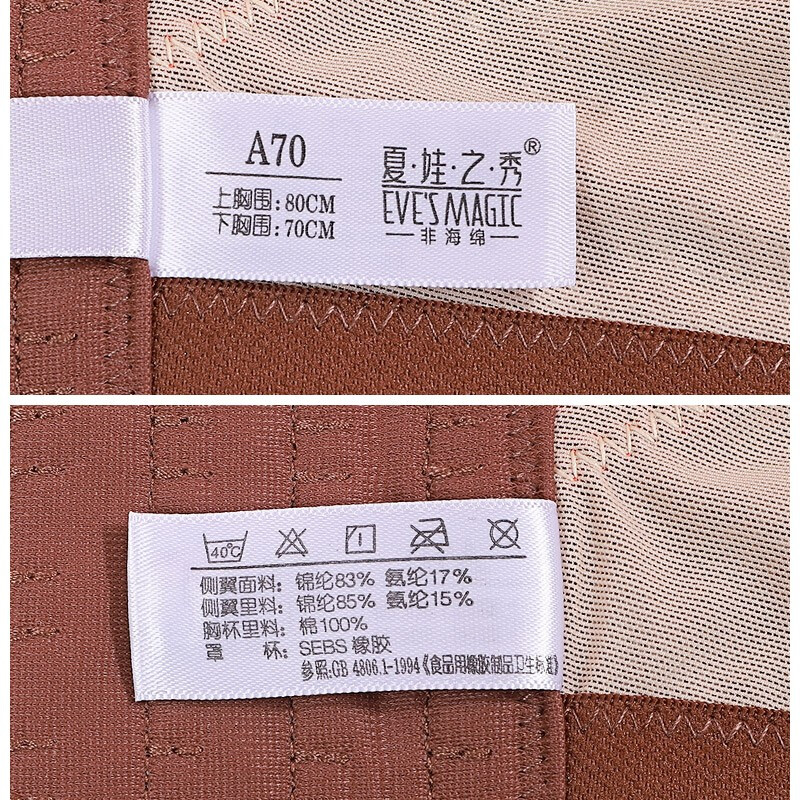 A70
上胸围:80CM
下胸围:70CM
夏·娃·之·秀®
EVE'S MAGIC
非海绵
40℃
侧翼面料: 锦纶83% 氨纶17%
侧翼里料: 锦纶85% 氨纶15%
胸杯里料: 棉100%
罩 杯: SEBS 橡胶
参照:GB 4806.1-1994《食品用橡胶制品卫生标准》